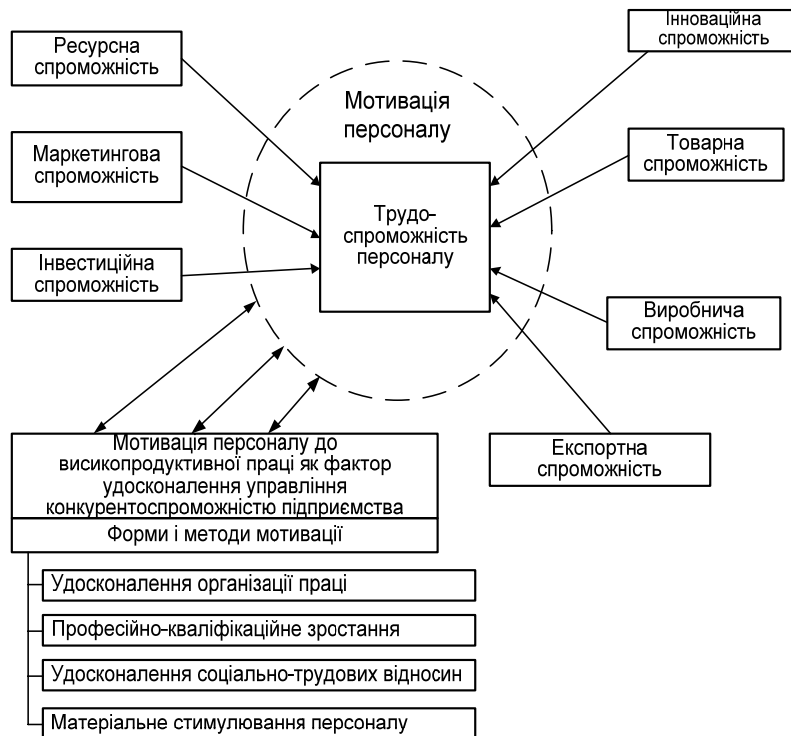 Ресурсна
спроможність
Інноваційна
спроможність
Мотивація
персоналу
Маркетингова
спроможність
Товарна
спроможність
Трудо-
спроможність
персоналу
Інвестиційна
спроможність
Виробнича
спроможність
Мотивація персоналу до
висикопродуктивної праці як фактор
удосконалення управління
конкурентоспроможністю підприємства
Експортна
спроможність
Форми і методи мотивації
Удосконалення організації праці
Професійно-кваліфікаційне зростання
Удосконалення соціально-трудових відносин
Матеріальне стимулювання персоналу